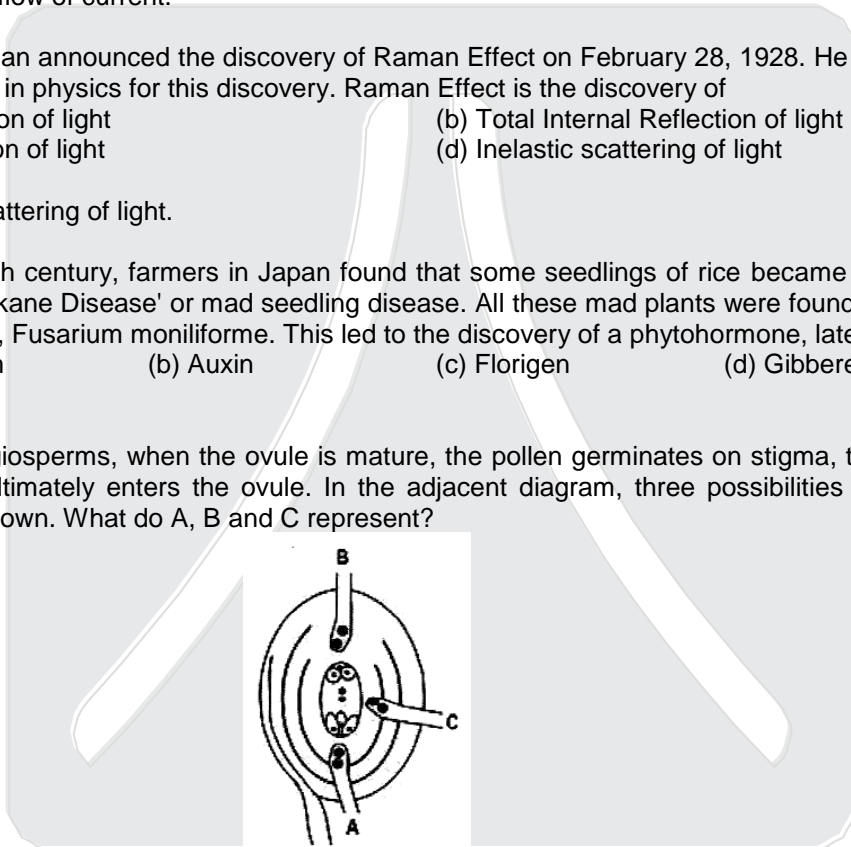 an announced the discovery of Raman Effect on February 28, 1928. He
in physics for this discovery. Raman Effect is the discovery of
on of light (b) Total Internal Reflection of light
on of light (d) Inelastic scattering of light
attering of light.
h century, farmers in Japan found that some seedlings of rice became
kane Disease' or mad seedling disease. All these mad plants were found
, Fusarium moniliforme. This led to the discovery of a phytohormone, late
n (b) Auxin (c) Florigen (d) Gibbere
giosperms, when the ovule is mature, the pollen germinates on stigma, t
ltimately enters the ovule. In the adjacent diagram, three possibilities
own. What do A, B and C represent?
B
C
A